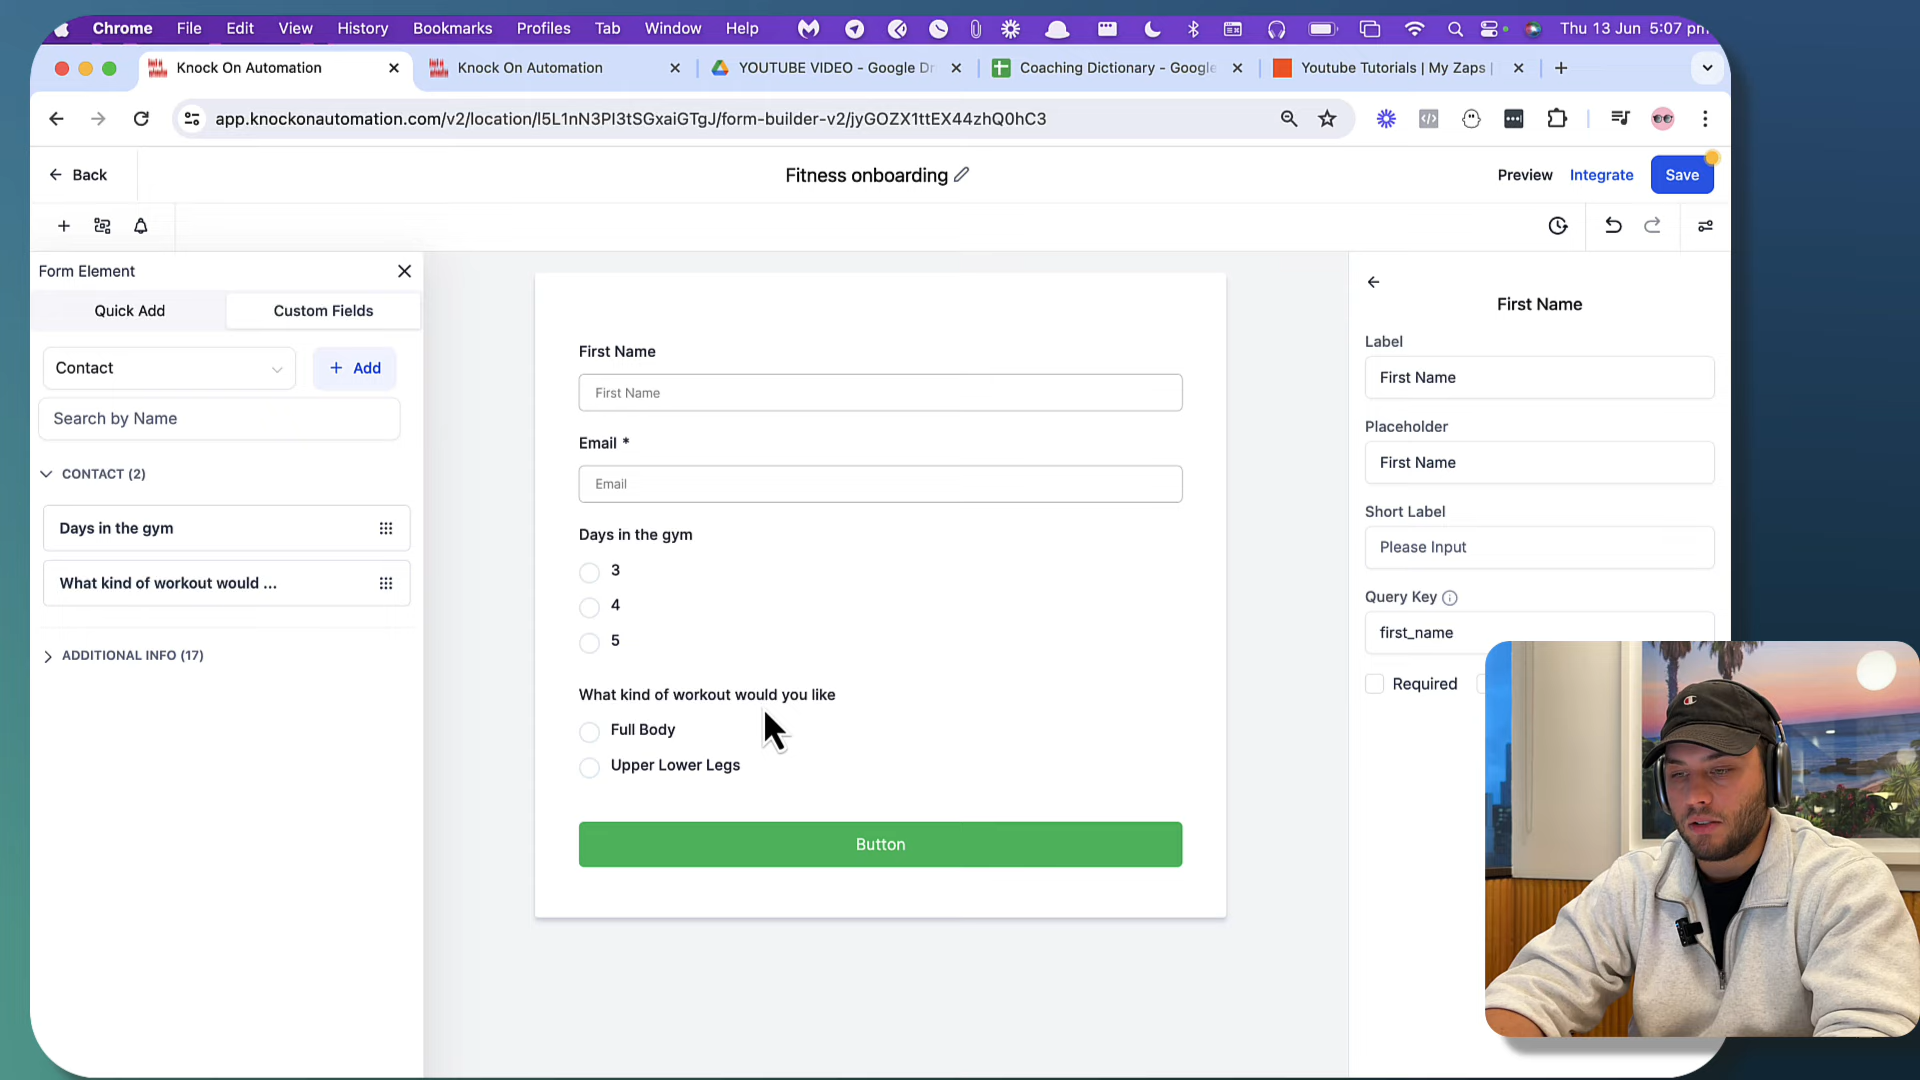 Chrome File Edit View History Bookmarks Profiles Tab Window Help Thu 13 Jun 5:07 pm
Knock On Automation Knock On Automation YOUTUBE VIDEO - Google Dr Coaching Dictionary - Google Youtube Tutorials | My Zaps |
app.knockonautomation.com/v2/location/I5L1nN3PI3tSGxaiGTgJ/form-builder-v2/jyGOZX1ttEX44zhQ0hC3
Back
Fitness onboarding
Preview Integrate Save
Form Element
Quick Add Custom Fields
Contact
Add
Search by Name
CONTACT (2)
Days in the gym
What kind of workout would ...
ADDITIONAL INFO (17)
First Name
First Name
Email *
Email
Days in the gym
3
4
5
What kind of workout would you like
Full Body
Upper Lower Legs
Button
First Name
Label
First Name
Placeholder
First Name
Short Label
Please Input
Query Key
first_name
Required